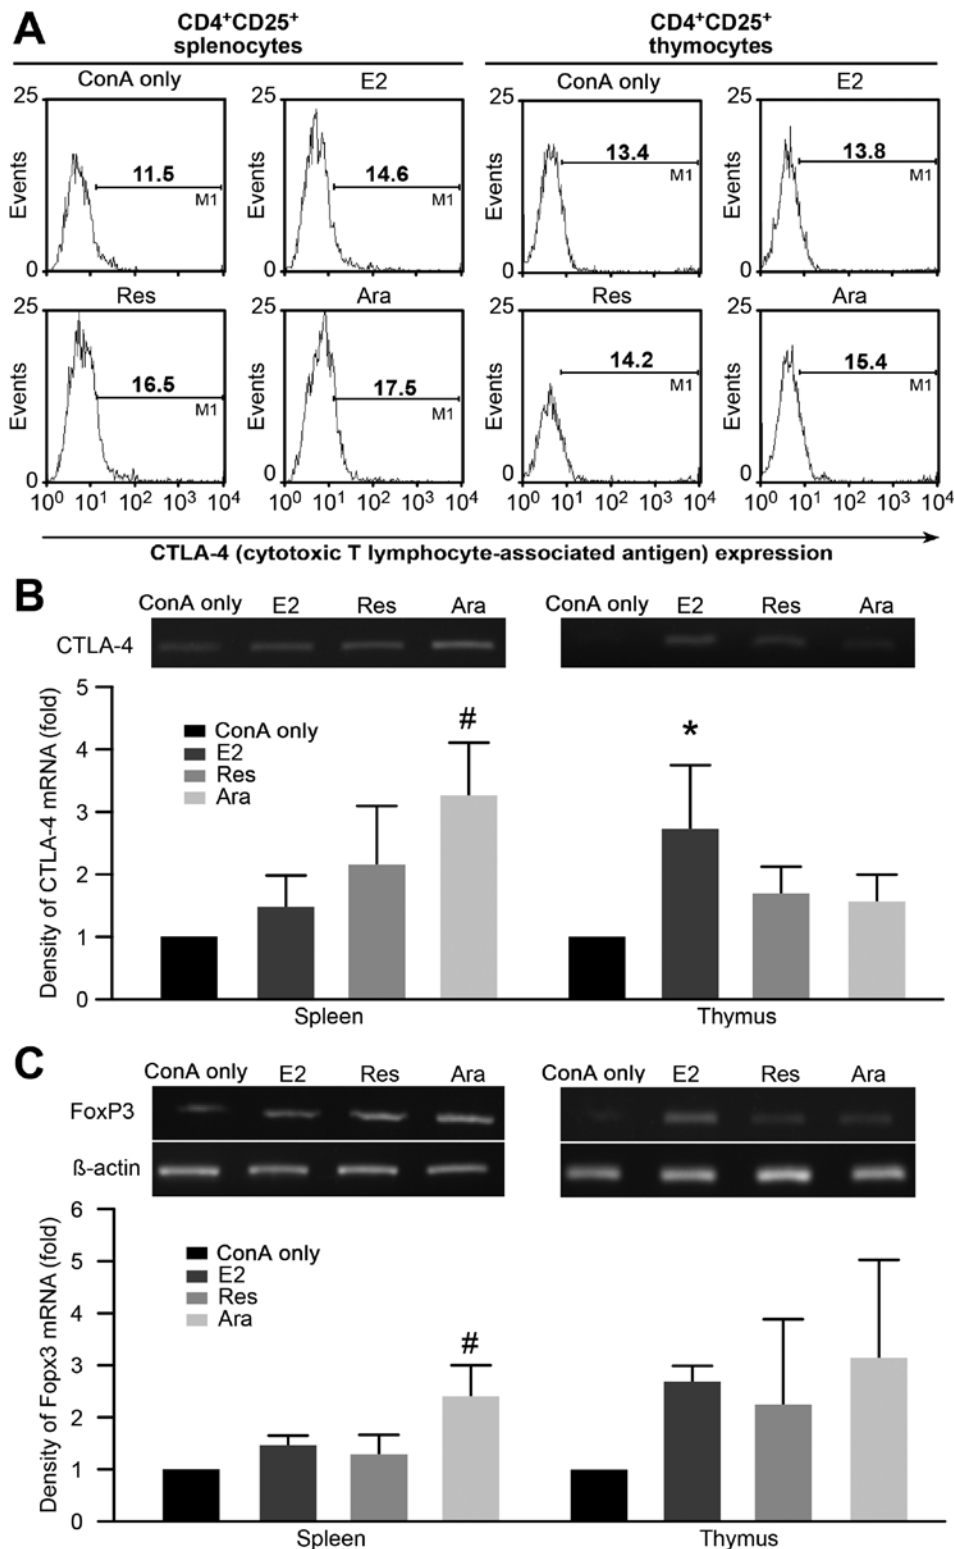 A
CD4+CD25+
splenocytes
CD4+CD25+
thymocytes
ConA only
E2
ConA only
E2
25
25
25
25
Events
Events
Events
Events
11.5
14.6
13.4
13.8
M1
M1
M1
M1
0
0
0
0
Res
Ara
Res
Ara
25
25
25
25
Events
Events
Events
Events
16.5
17.5
14.2
15.4
M1
M1
M1
M1
0
0
0
0
10⁰ 10¹ 10² 10³ 10⁴
10⁰ 10¹ 10² 10³ 10⁴
10⁰ 10¹ 10² 10³ 10⁴
10⁰ 10¹ 10² 10³ 10⁴
CTLA-4 (cytotoxic T lymphocyte-associated antigen) expression
B
ConA only E2 Res Ara
ConA only E2 Res Ara
CTLA-4
Density of CTLA-4 mRNA (fold)
5
4
3
2
1
0
ConA only
E2
Res
Ara
#
*
Spleen
Thymus
C
ConA only E2 Res Ara
ConA only E2 Res Ara
FoxP3
ß-actin
Density of Fopx3 mRNA (fold)
6
5
4
3
2
1
0
ConA only
E2
Res
Ara
#
Spleen
Thymus